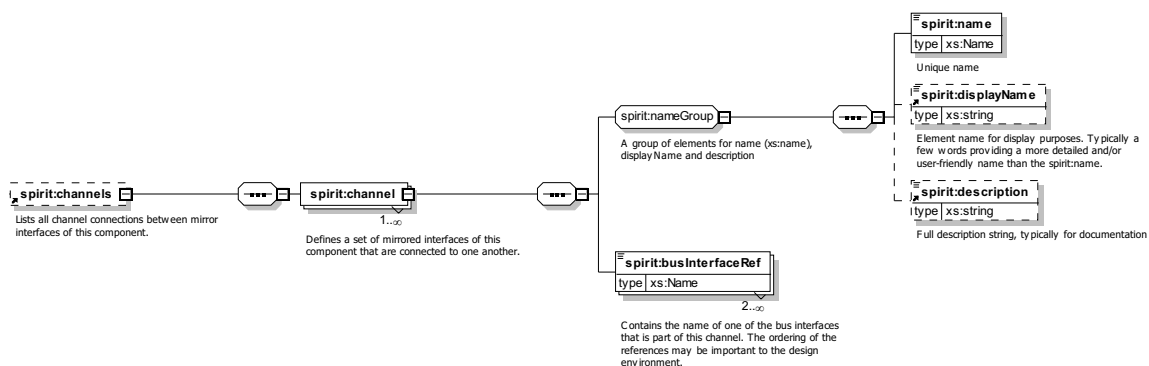 spirit:name
type xs:Name
Unique name
spirit:displayName
type xs:string
Element name for display purposes. Typically a
few words providing a more detailed and/or
user-friendly name than the spirit:name.
spirit:description
type xs:string
Full description string, typically for documentation
spirit:nameGroup
A group of elements for name (xs:name),
displayName and description
spirit:channels
Lists all channel connections between mirror
interfaces of this component.
spirit:channel
1..∞
Defines a set of mirrored interfaces of this
component that are connected to one another.
spirit:busInterfaceRef
type xs:Name
2..∞
Contains the name of one of the bus interfaces
that is part of this channel. The ordering of the
references may be important to the design
environment.